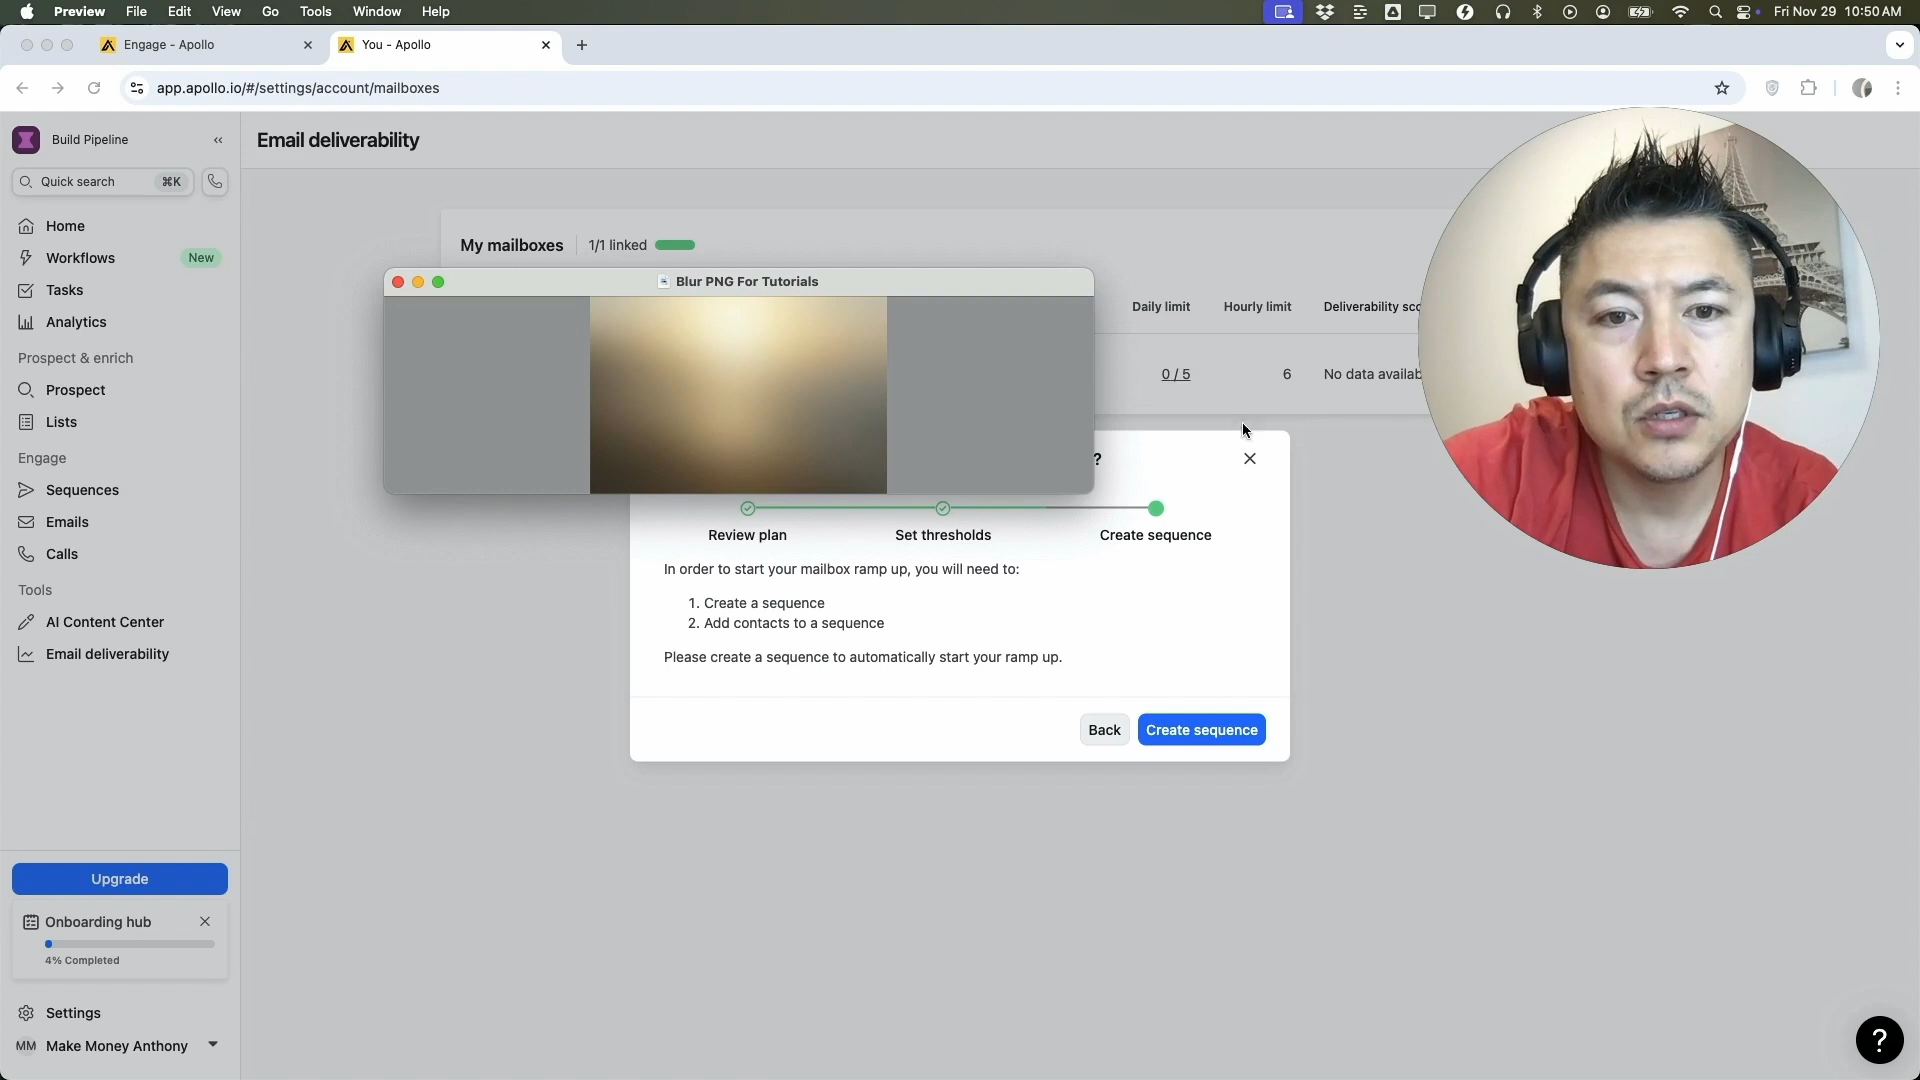 Preview File Edit View Go Tools Window Help Fri Nov 29 10:50 AM
Engage - Apollo
You - Apollo
app.apollo.io/#/settings/account/mailboxes
Build Pipeline
Email deliverability
Quick search ⌘K
Home
Workflows New
Tasks
Analytics
Prospect & enrich
Prospect
Lists
Engage
Sequences
Emails
Calls
Tools
AI Content Center
Email deliverability
Upgrade
Onboarding hub
4% Completed
Settings
MM Make Money Anthony
My mailboxes 1/1 linked
Blur PNG For Tutorials
Daily limit Hourly limit Deliverability
0 / 5 6 No data
?
Review plan Set thresholds Create sequence
In order to start your mailbox ramp up, you will need to:
1. Create a sequence
2. Add contacts to a sequence
Please create a sequence to automatically start your ramp up.
Back Create sequence
?